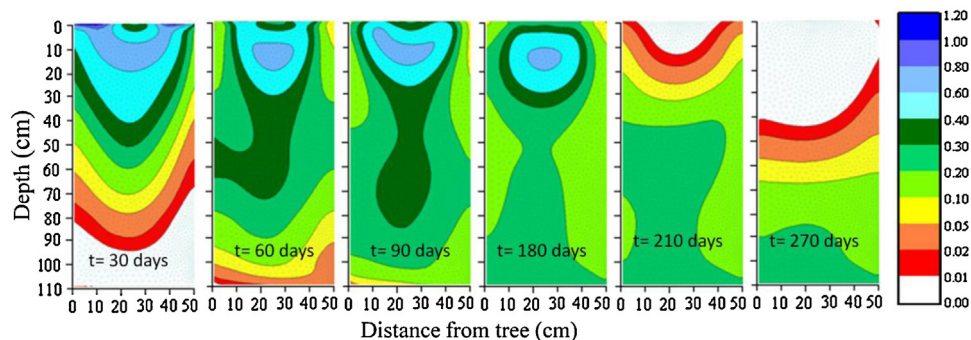 Depth (cm)
0
10
20
30
40
50
60
70
80
90
100
110
t= 30 days
t= 60 days
t= 90 days
t= 180 days
t= 210 days
t= 270 days
0 10 20 30 40 50
0 10 20 30 40 50
0 10 20 30 40 50
0 10 20 30 40 50
0 10 20 30 40 50
0 10 20 30 40 50
Distance from tree (cm)
1.20
1.00
0.80
0.60
0.40
0.30
0.20
0.10
0.05
0.02
0.01
0.00